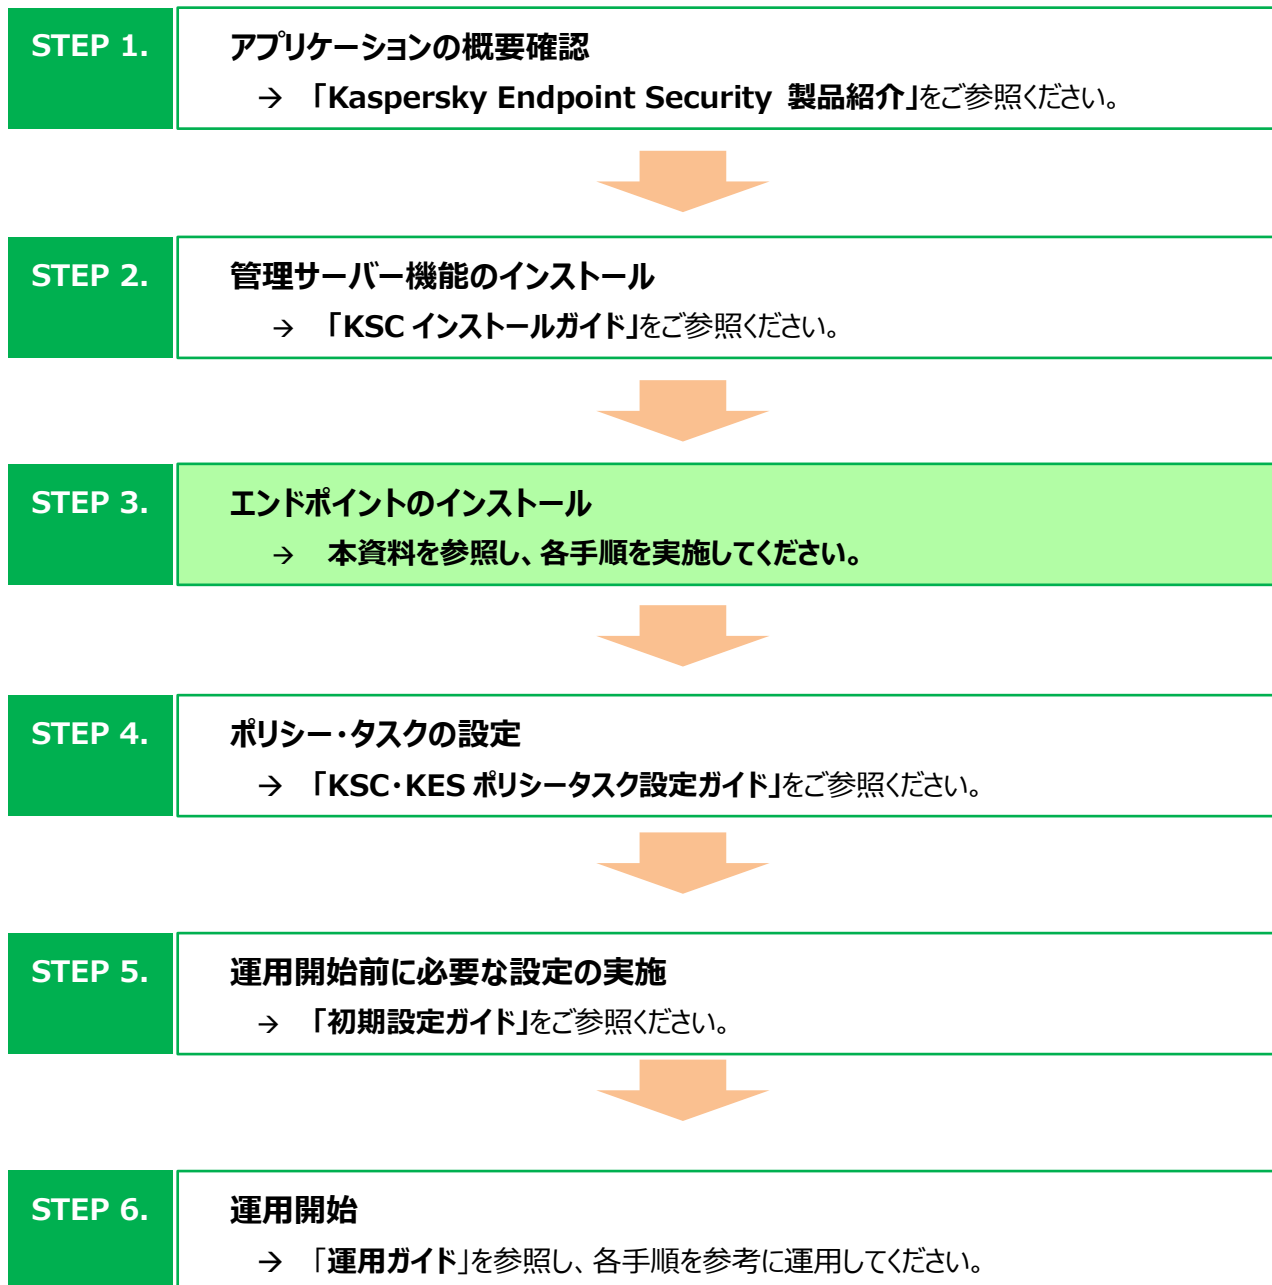 STEP 1.
アプリケーションの概要確認
→ 「Kaspersky Endpoint Security 製品紹介」をご参照ください。
STEP 2.
管理サーバー機能のインストール
→ 「KSC インストールガイド」をご参照ください。
STEP 3.
エンドポイントのインストール
→ 本資料を参照し、各手順を実施してください。
STEP 4.
ポリシー・タスクの設定
→ 「KSC・KES ポリシータスク設定ガイド」をご参照ください。
STEP 5.
運用開始前に必要な設定の実施
→ 「初期設定ガイド」をご参照ください。
STEP 6.
運用開始
→ 「運用ガイド」を参照し、各手順を参考に運用してください。